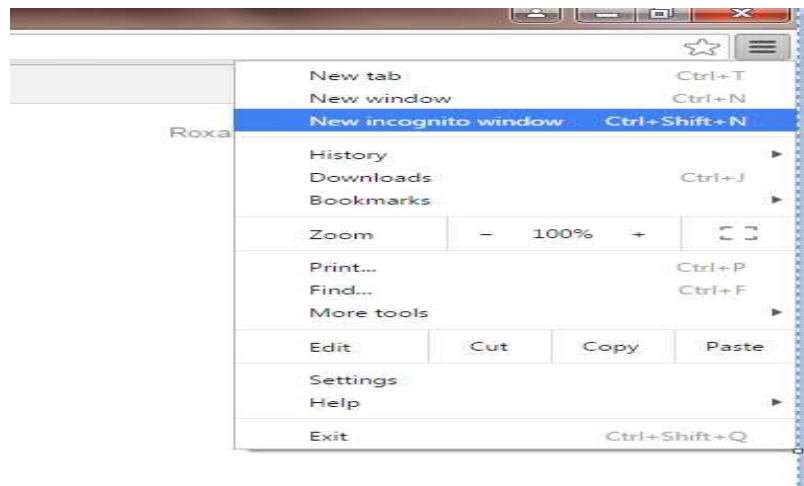 New tab Ctrl+T
New window Ctrl+N
New incognito window Ctrl+Shift+N
Roxa
History
Downloads Ctrl+J
Bookmarks
Zoom − 100% +
Print... Ctrl+P
Find... Ctrl+F
More tools
Edit Cut Copy Paste
Settings
Help
Exit Ctrl+Shift+Q